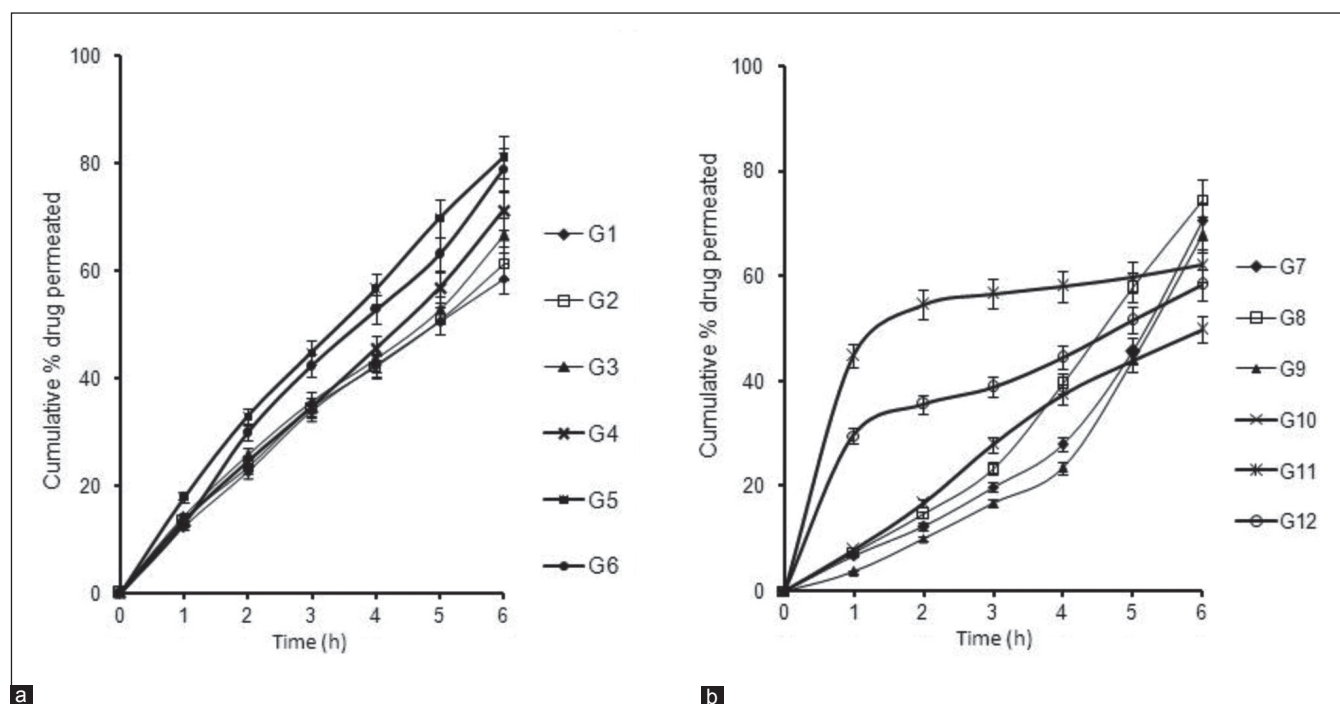 100
80
60
40
20
0
Cumulative % drug permeated
0 1 2 3 4 5 6
Time (h)
G1
G2
G3
G4
G5
G6
a
100
80
60
40
20
0
Cumulative % drug permeated
0 1 2 3 4 5 6
Time (h)
G7
G8
G9
G10
G11
G12
b